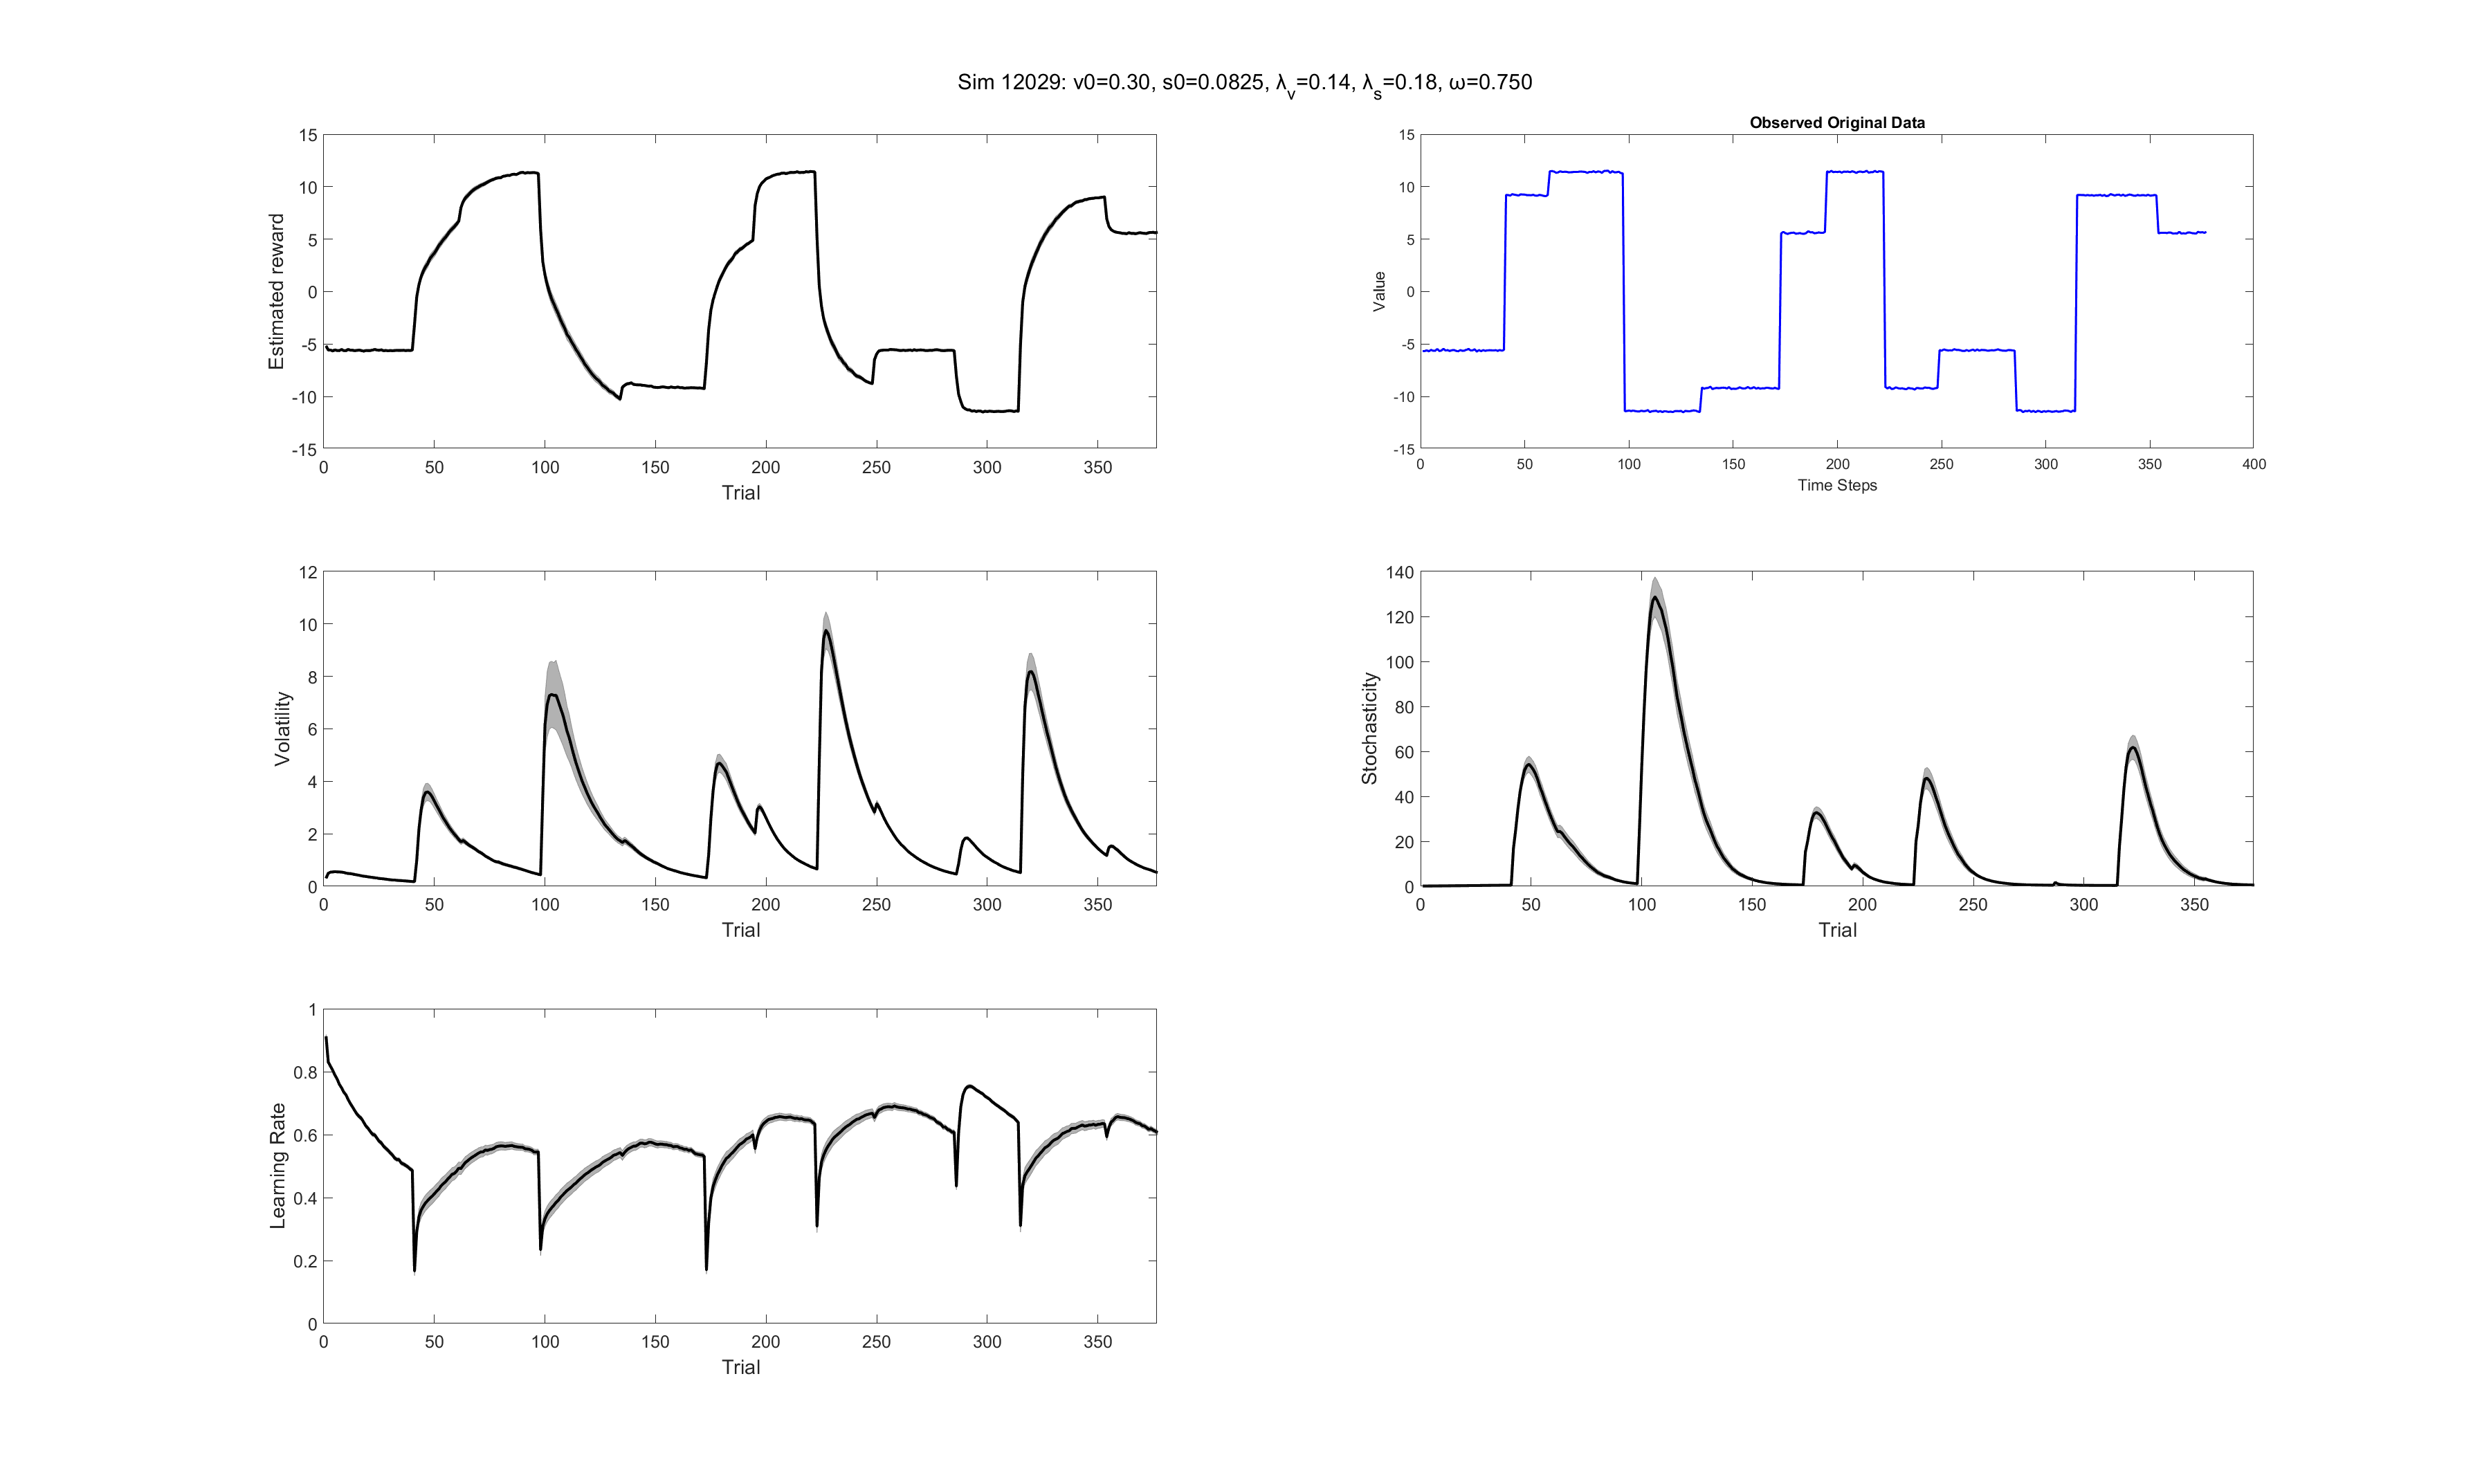 Sim 12029: v0=0.30, s0=0.0825, λv=0.14, λs=0.18, ω=0.750
Estimated reward
15
10
5
0
-5
-10
-15
0 50 100 150 200 250 300 350
Trial
Observed Original Data
Value
15
10
5
0
-5
-10
-15
0 50 100 150 200 250 300 350 400
Time Steps
Volatility
12
10
8
6
4
2
0
0 50 100 150 200 250 300 350
Trial
Stochasticity
140
120
100
80
60
40
20
0
0 50 100 150 200 250 300 350
Trial
Learning Rate
1
0.8
0.6
0.4
0.2
0
0 50 100 150 200 250 300 350
Trial